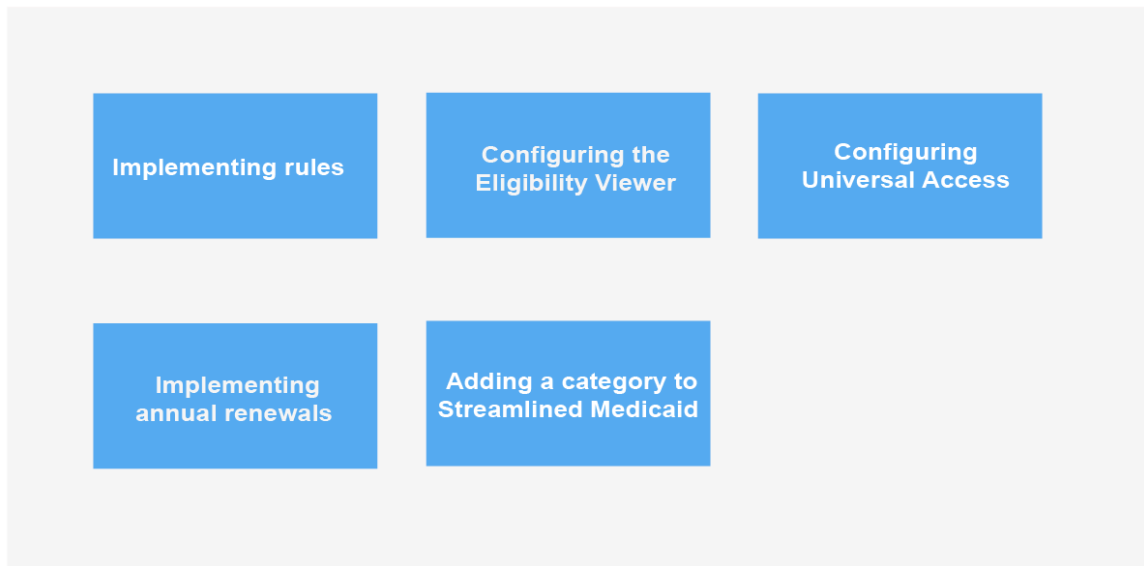 Implementing rules
Configuring the
Eligibility Viewer
Configuring
Universal Access
Implementing
annual renewals
Adding a category to
Streamlined Medicaid